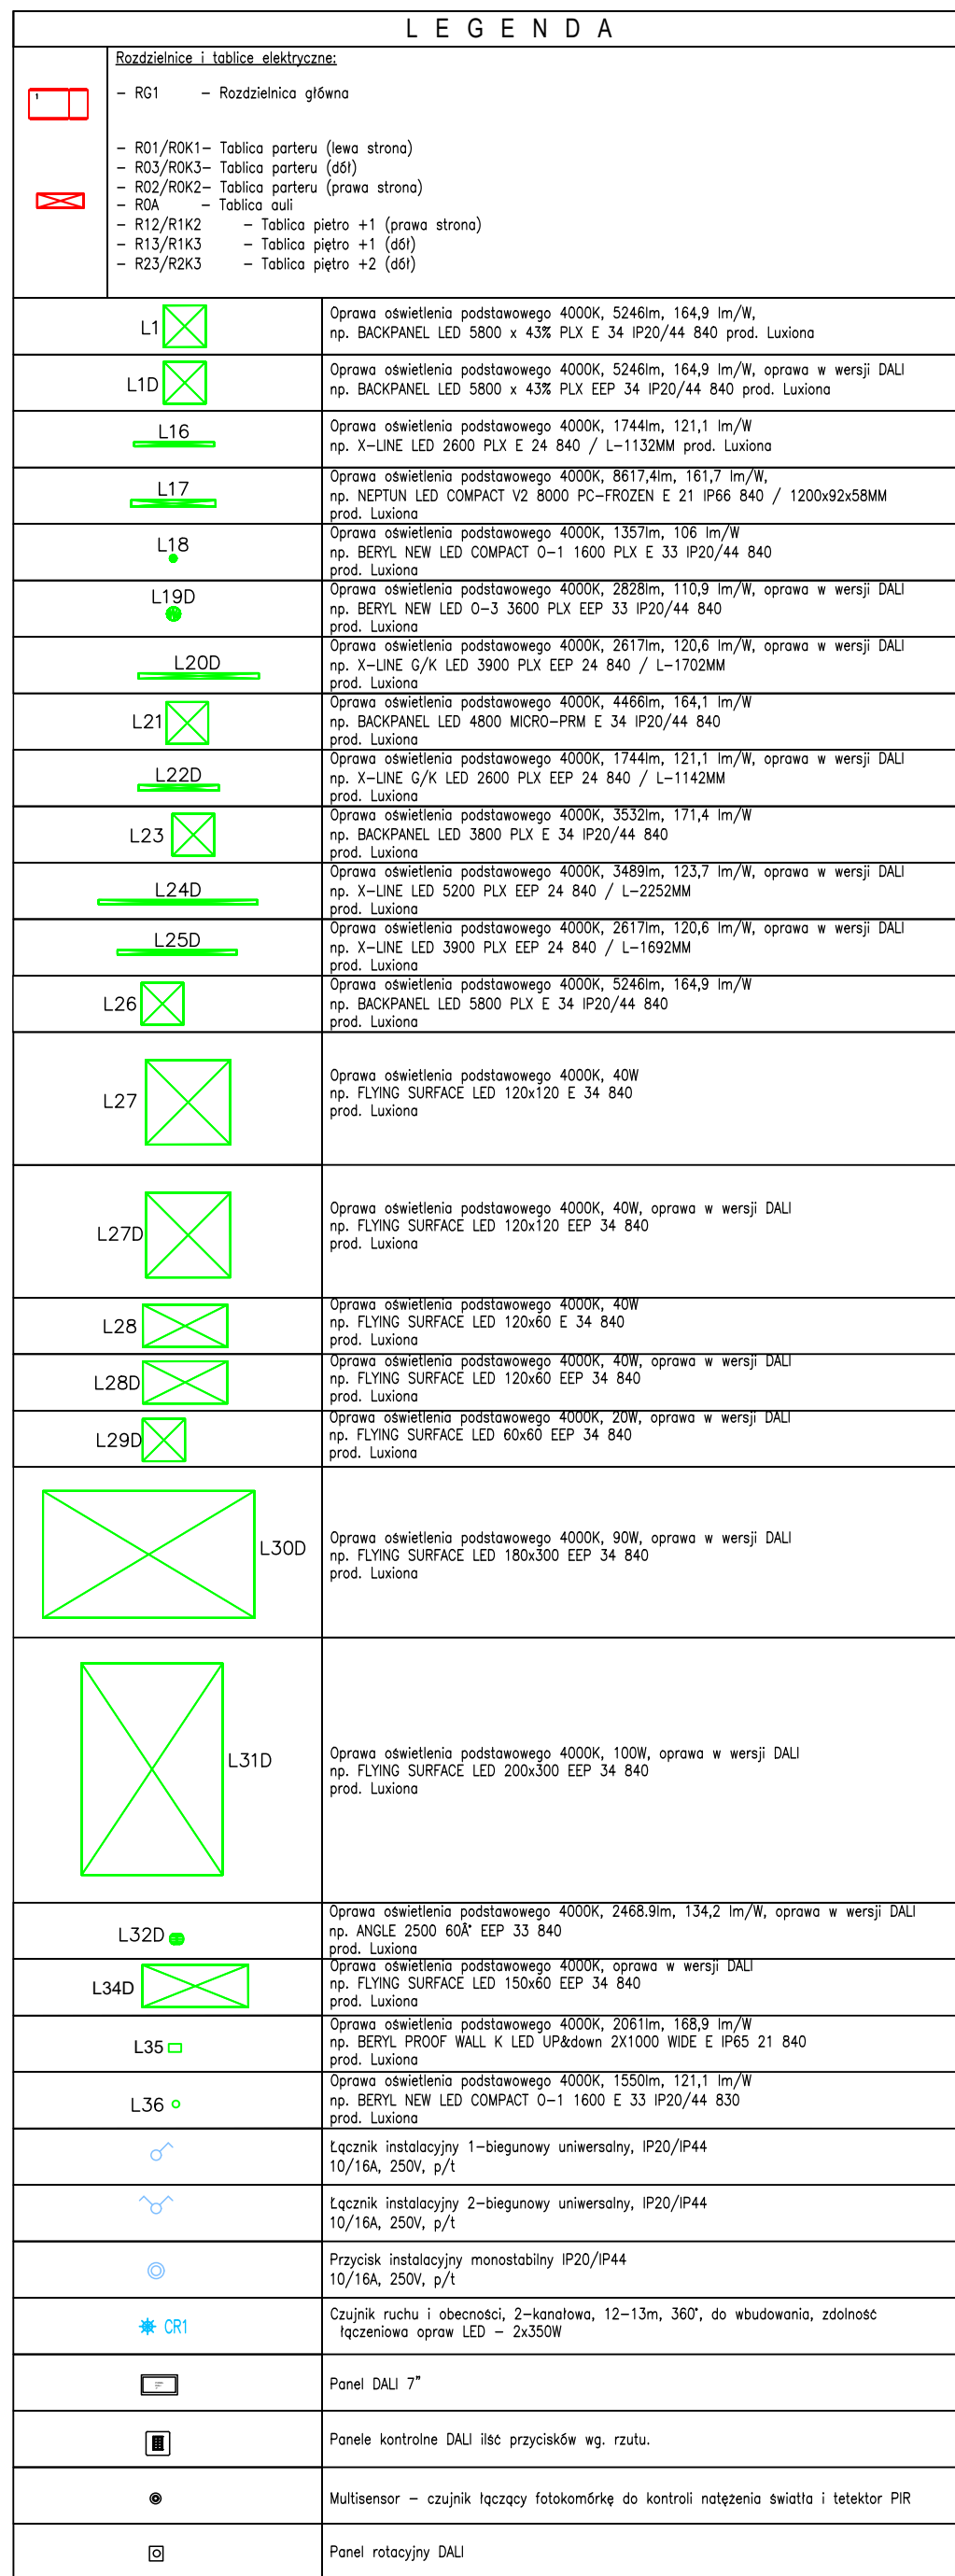 L E G E N D A
Rozdzielnice i tablice elektryczne:
– RG1 – Rozdzielnica główna
– R01/R0K1– Tablica parteru (lewa strona)
– R03/R0K3– Tablica parteru (dół)
– R02/R0K2– Tablica parteru (prawa strona)
– R0A – Tablica auli
– R12/R1K2 – Tablica pietro +1 (prawa strona)
– R13/R1K3 – Tablica piętro +1 (dół)
– R23/R2K3 – Tablica piętro +2 (dół)
L1
Oprawa oświetlenia podstawowego 4000K, 5246lm, 164,9 lm/W,
np. BACKPANEL LED 5800 x 43% PLX E 34 IP20/44 840 prod. Luxiona
L1D
Oprawa oświetlenia podstawowego 4000K, 5246lm, 164,9 lm/W, oprawa w wersji DALI
np. BACKPANEL LED 5800 x 43% PLX EEP 34 IP20/44 840 prod. Luxiona
L16
Oprawa oświetlenia podstawowego 4000K, 1744lm, 121,1 lm/W
np. X–LINE LED 2600 PLX E 24 840 / L–1132MM prod. Luxiona
L17
Oprawa oświetlenia podstawowego 4000K, 8617,4lm, 161,7 lm/W,
np. NEPTUN LED COMPACT V2 8000 PC–FROZEN E 21 IP66 840 / 1200x92x58MM
prod. Luxiona
L18
Oprawa oświetlenia podstawowego 4000K, 1357lm, 106 lm/W
np. BERYL NEW LED COMPACT O–1 1600 PLX E 33 IP20/44 840
prod. Luxiona
L19D
Oprawa oświetlenia podstawowego 4000K, 2828lm, 110,9 lm/W, oprawa w wersji DALI
np. BERYL NEW LED O–3 3600 PLX EEP 33 IP20/44 840
prod. Luxiona
L20D
Oprawa oświetlenia podstawowego 4000K, 2617lm, 120,6 lm/W, oprawa w wersji DALI
np. X–LINE G/K LED 3900 PLX EEP 24 840 / L–1702MM
prod. Luxiona
L21
Oprawa oświetlenia podstawowego 4000K, 4466lm, 164,1 lm/W
np. BACKPANEL LED 4800 MICRO–PRM E 34 IP20/44 840
prod. Luxiona
L22D
Oprawa oświetlenia podstawowego 4000K, 1744lm, 121,1 lm/W, oprawa w wersji DALI
np. X–LINE G/K LED 2600 PLX EEP 24 840 / L–1142MM
prod. Luxiona
L23
Oprawa oświetlenia podstawowego 4000K, 3532lm, 171,4 lm/W
np. BACKPANEL LED 3800 PLX E 34 IP20/44 840
prod. Luxiona
L24D
Oprawa oświetlenia podstawowego 4000K, 3489lm, 123,7 lm/W, oprawa w wersji DALI
np. X–LINE LED 5200 PLX EEP 24 840 / L–2252MM
prod. Luxiona
L25D
Oprawa oświetlenia podstawowego 4000K, 2617lm, 120,6 lm/W, oprawa w wersji DALI
np. X–LINE LED 3900 PLX EEP 24 840 / L–1692MM
prod. Luxiona
L26
Oprawa oświetlenia podstawowego 4000K, 5246lm, 164,9 lm/W
np. BACKPANEL LED 5800 PLX E 34 IP20/44 840
prod. Luxiona
L27
Oprawa oświetlenia podstawowego 4000K, 40W
np. FLYING SURFACE LED 120x120 E 34 840
prod. Luxiona
L27D
Oprawa oświetlenia podstawowego 4000K, 40W, oprawa w wersji DALI
np. FLYING SURFACE LED 120x120 EEP 34 840
prod. Luxiona
L28
Oprawa oświetlenia podstawowego 4000K, 40W
np. FLYING SURFACE LED 120x60 E 34 840
prod. Luxiona
L28D
Oprawa oświetlenia podstawowego 4000K, 40W, oprawa w wersji DALI
np. FLYING SURFACE LED 120x60 EEP 34 840
prod. Luxiona
L29D
Oprawa oświetlenia podstawowego 4000K, 20W, oprawa w wersji DALI
np. FLYING SURFACE LED 60x60 EEP 34 840
prod. Luxiona
L30D
Oprawa oświetlenia podstawowego 4000K, 90W, oprawa w wersji DALI
np. FLYING SURFACE LED 180x300 EEP 34 840
prod. Luxiona
L31D
Oprawa oświetlenia podstawowego 4000K, 100W, oprawa w wersji DALI
np. FLYING SURFACE LED 200x300 EEP 34 840
prod. Luxiona
L32D
Oprawa oświetlenia podstawowego 4000K, 2468.9lm, 134,2 lm/W, oprawa w wersji DALI
np. ANGLE 2500 60Â° EEP 33 840
prod. Luxiona
L34D
Oprawa oświetlenia podstawowego 4000K, oprawa w wersji DALI
np. FLYING SURFACE LED 150x60 EEP 34 840
prod. Luxiona
L35
Oprawa oświetlenia podstawowego 4000K, 2061lm, 168,9 lm/W
np. BERYL PROOF WALL K LED UP&down 2X1000 WIDE E IP65 21 840
prod. Luxiona
L36
Oprawa oświetlenia podstawowego 4000K, 1550lm, 121,1 lm/W
np. BERYL NEW LED COMPACT O–1 1600 E 33 IP20/44 830
prod. Luxiona
Łącznik instalacyjny 1–biegunowy uniwersalny, IP20/IP44
10/16A, 250V, p/t
Łącznik instalacyjny 2–biegunowy uniwersalny, IP20/IP44
10/16A, 250V, p/t
Przycisk instalacyjny monostabilny IP20/IP44
10/16A, 250V, p/t
CR1
Czujnik ruchu i obecności, 2–kanałowa, 12–13m, 360°, do wbudowania, zdolność
łączeniowa opraw LED – 2x350W
Panel DALI 7"
Panele kontrolne DALI ilść przycisków wg. rzutu.
Multisensor – czujnik łączący fotokomórkę do kontroli natężenia światła i tetektor PIR
Panel rotacyjny DALI